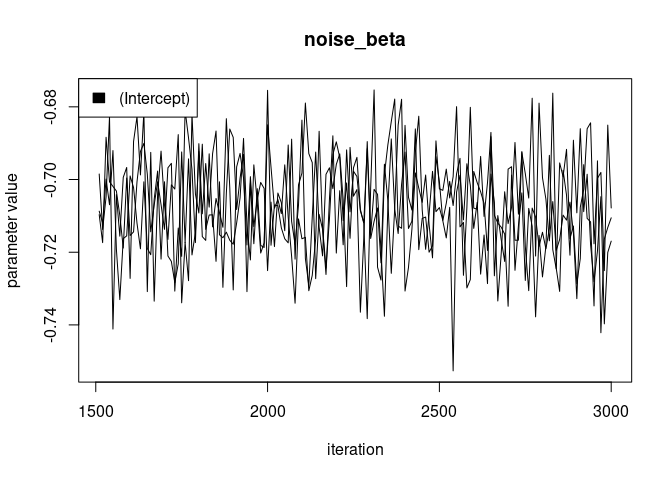 noise_beta
(Intercept)
parameter value
-0.68
-0.70
-0.72
-0.74
1500
2000
2500
3000
iteration